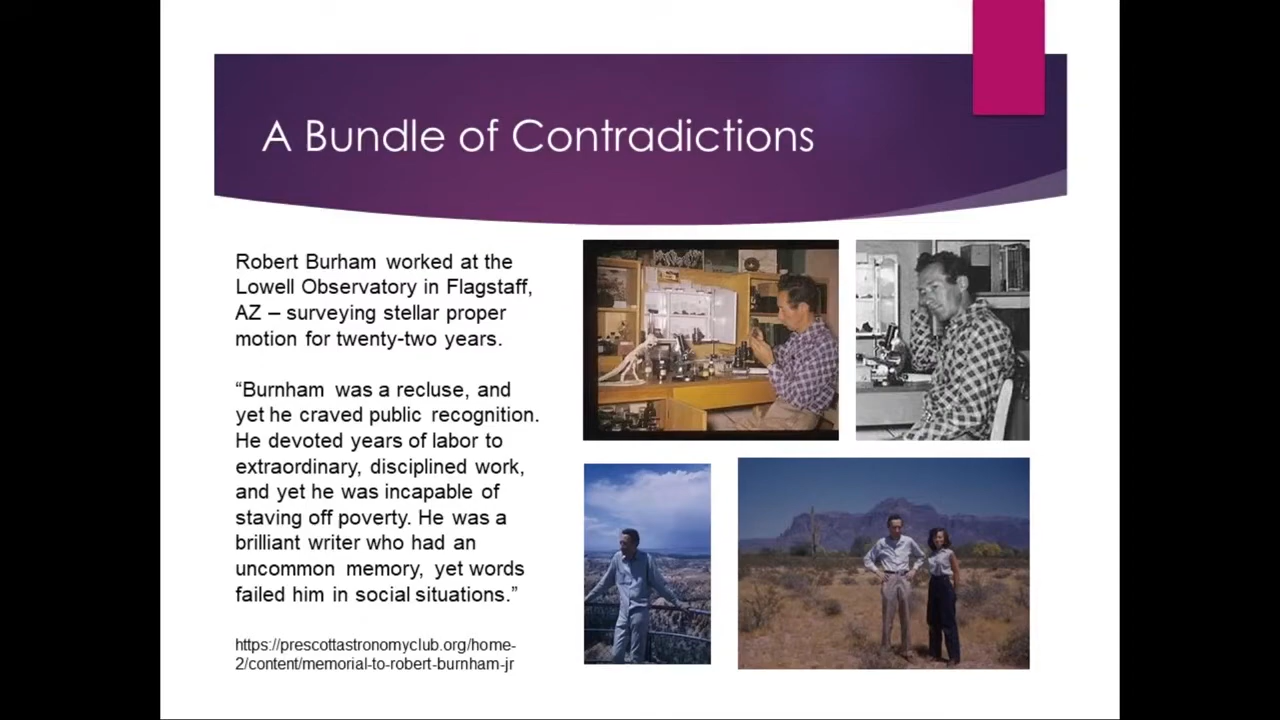 A Bundle of Contradictions
Robert Burham worked at the
Lowell Observatory in Flagstaff,
AZ – surveying stellar proper
motion for twenty-two years.
“Burnham was a recluse, and
yet he craved public recognition.
He devoted years of labor to
extraordinary, disciplined work,
and yet he was incapable of
staving off poverty. He was a
brilliant writer who had an
uncommon memory, yet words
failed him in social situations.”
https://prescottastronomyclub.org/home-
2/content/memorial-to-robert-burnham-jr